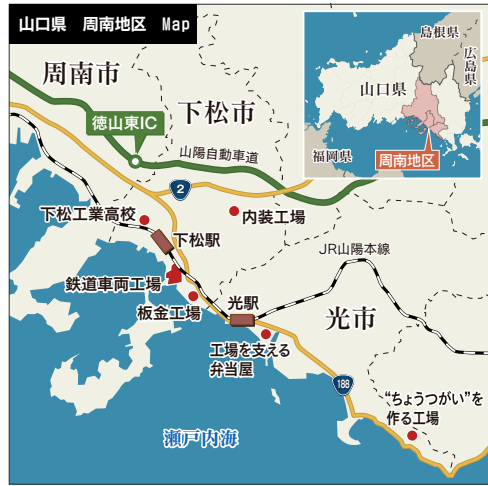 山口県 周南地区 Map
島根県
広島県
山口県
福岡県
周南地区
周南市
下松市
徳山東IC
山陽自動車道
2
下松工業高校
内装工場
下松駅
JR山陽本線
鉄道車両工場
板金工場
光駅
光市
工場を支える
弁当屋
188
“ちょうつがい”を
作る工場
瀬戸内海